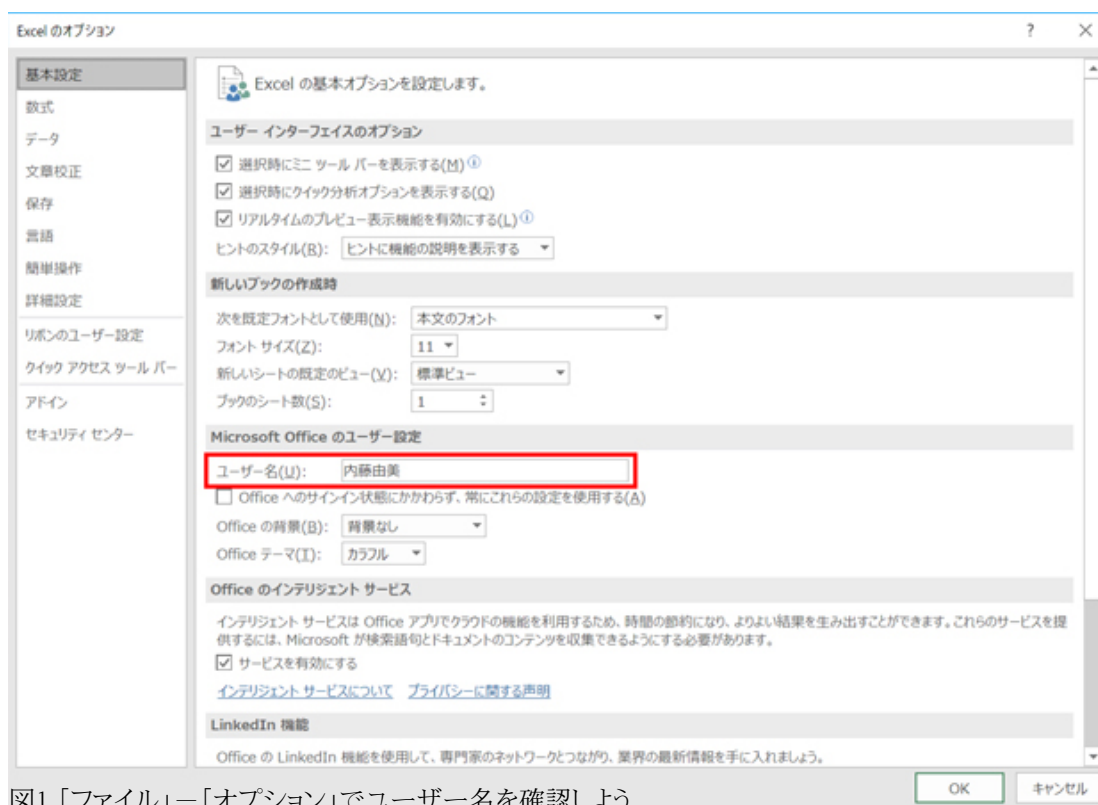 Excel のオプション
? ×
基本設定
数式
データ
文章校正
保存
言語
簡単操作
詳細設定
リボンのユーザー設定
クイック アクセス ツール バー
アドイン
セキュリティ センター
Excel の基本オプションを設定します。
ユーザー インターフェイスのオプション
選択時にミニ ツール バーを表示する(M)
選択時にクイック分析オプションを表示する(Q)
リアルタイムのプレビュー表示機能を有効にする(L)
ヒントのスタイル(R): ヒントに機能の説明を表示する
新しいブックの作成時
次を既定フォントとして使用(N): 本文のフォント
フォント サイズ(Z): 11
新しいシートの既定のビュー(V): 標準ビュー
ブックのシート数(S): 1
Microsoft Office のユーザー設定
ユーザー名(U): 内藤由美
Office へのサインイン状態にかかわらず、常にこれらの設定を使用する(A)
Office の背景(B): 背景なし
Office テーマ(T): カラフル
Office のインテリジェント サービス
インテリジェント サービスは Office アプリでクラウドの機能を利用するため、時間の節約になり、よりよい結果を生み出すことができます。これらのサービスを提
供するには、Microsoft が検索語句とドキュメントのコンテンツを収集できるようにする必要があります。
サービスを有効にする
インテリジェント サービスについて プライバシーに関する声明
LinkedIn 機能
Office の LinkedIn 機能を使用して、専門家のネットワークとつながり、業界の最新情報を手に入れましょう。
OK キャンセル
図1 「ファイル」－「オプション」でユーザー名を確認しよう